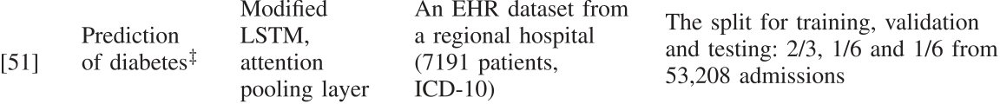 [51]
Prediction
of diabetes‡
Modified
LSTM,
attention
pooling layer
An EHR dataset from
a regional hospital
(7191 patients,
ICD-10)
The split for training, validation
and testing: 2/3, 1/6 and 1/6 from
53,208 admissions